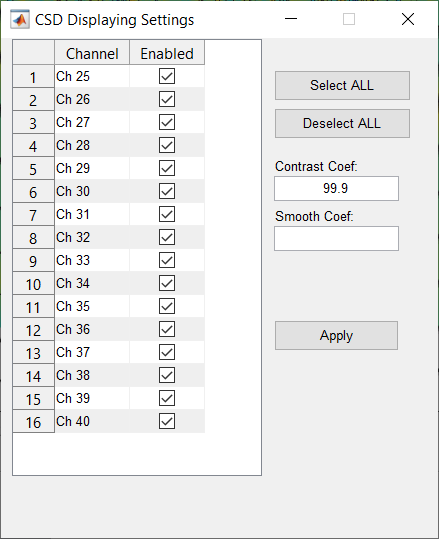 CSD Displaying Settings
Channel Enabled
1 Ch 25
2 Ch 26
3 Ch 27
4 Ch 28
5 Ch 29
6 Ch 30
7 Ch 31
8 Ch 32
9 Ch 33
10 Ch 34
11 Ch 35
12 Ch 36
13 Ch 37
14 Ch 38
15 Ch 39
16 Ch 40
Select ALL
Deselect ALL
Contrast Coef:
99.9
Smooth Coef:
Apply